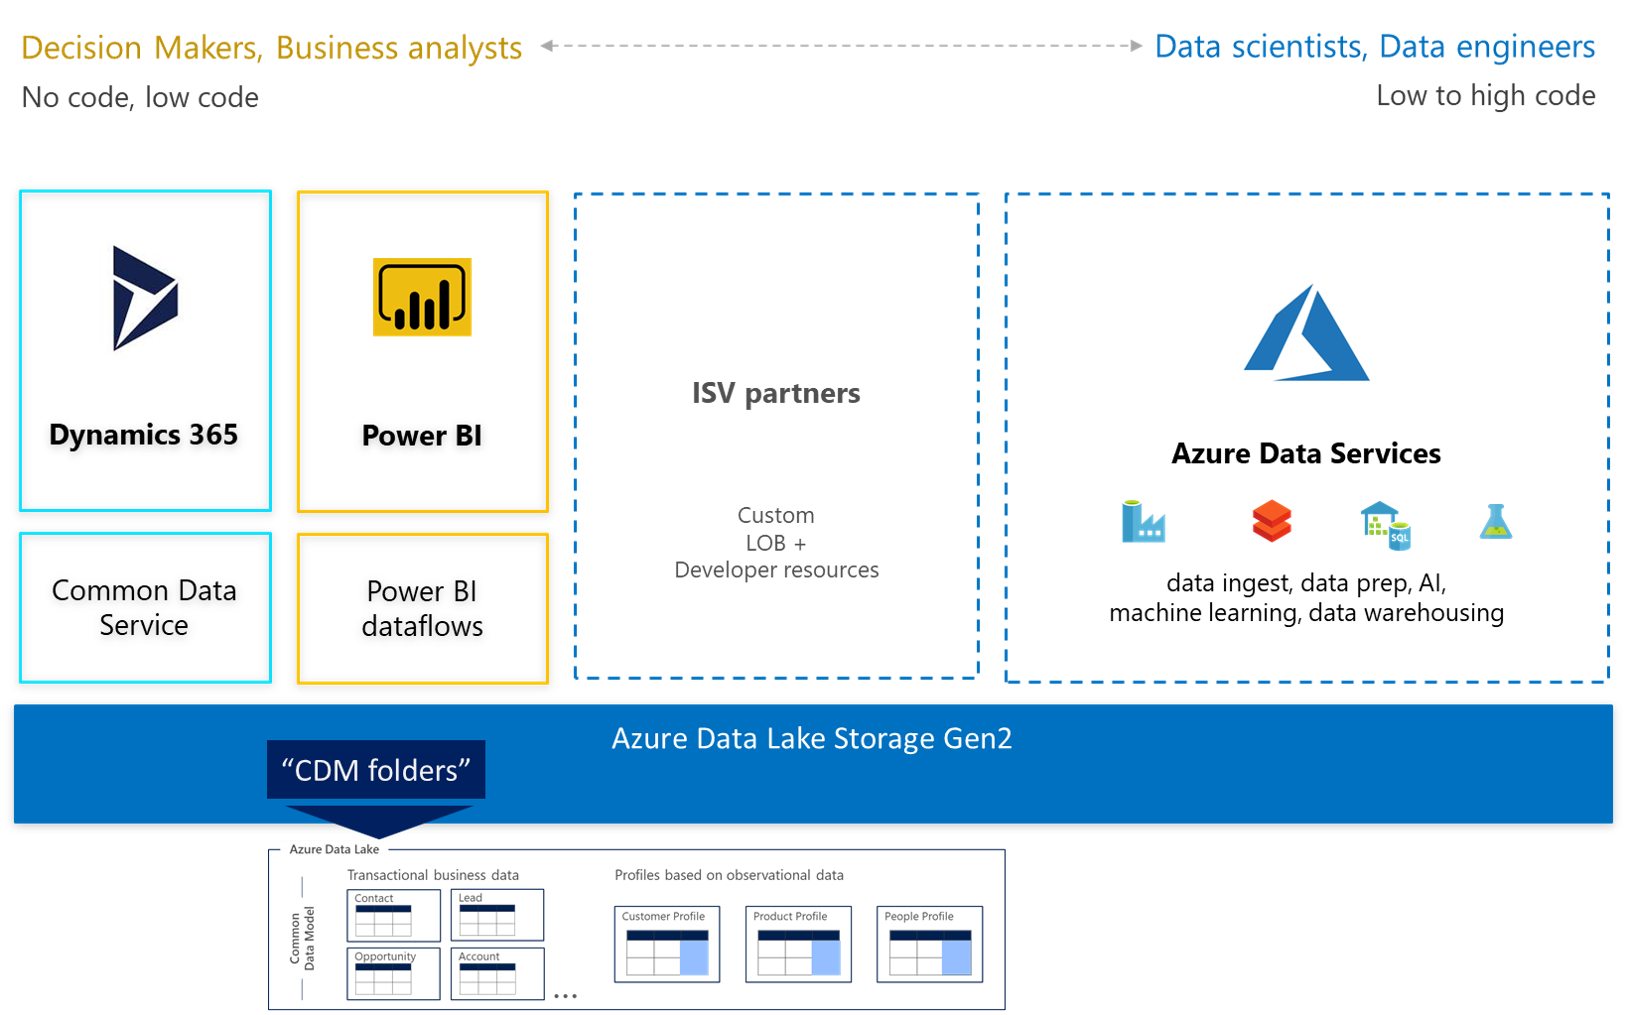 Decision Makers, Business analysts
Data scientists, Data engineers
No code, low code
Low to high code
Dynamics 365
Power BI
ISV partners
Azure Data Services
Custom
LOB +
Developer resources
SQL
data ingest, data prep, AI,
machine learning, data warehousing
Common Data
Service
Power BI
dataflows
Azure Data Lake Storage Gen2
“CDM folders”
Azure Data Lake
Common
Data Model
Transactional business data
Contact
Lead
Opportunity
Account
...
Profiles based on observational data
Customer Profile
Product Profile
People Profile